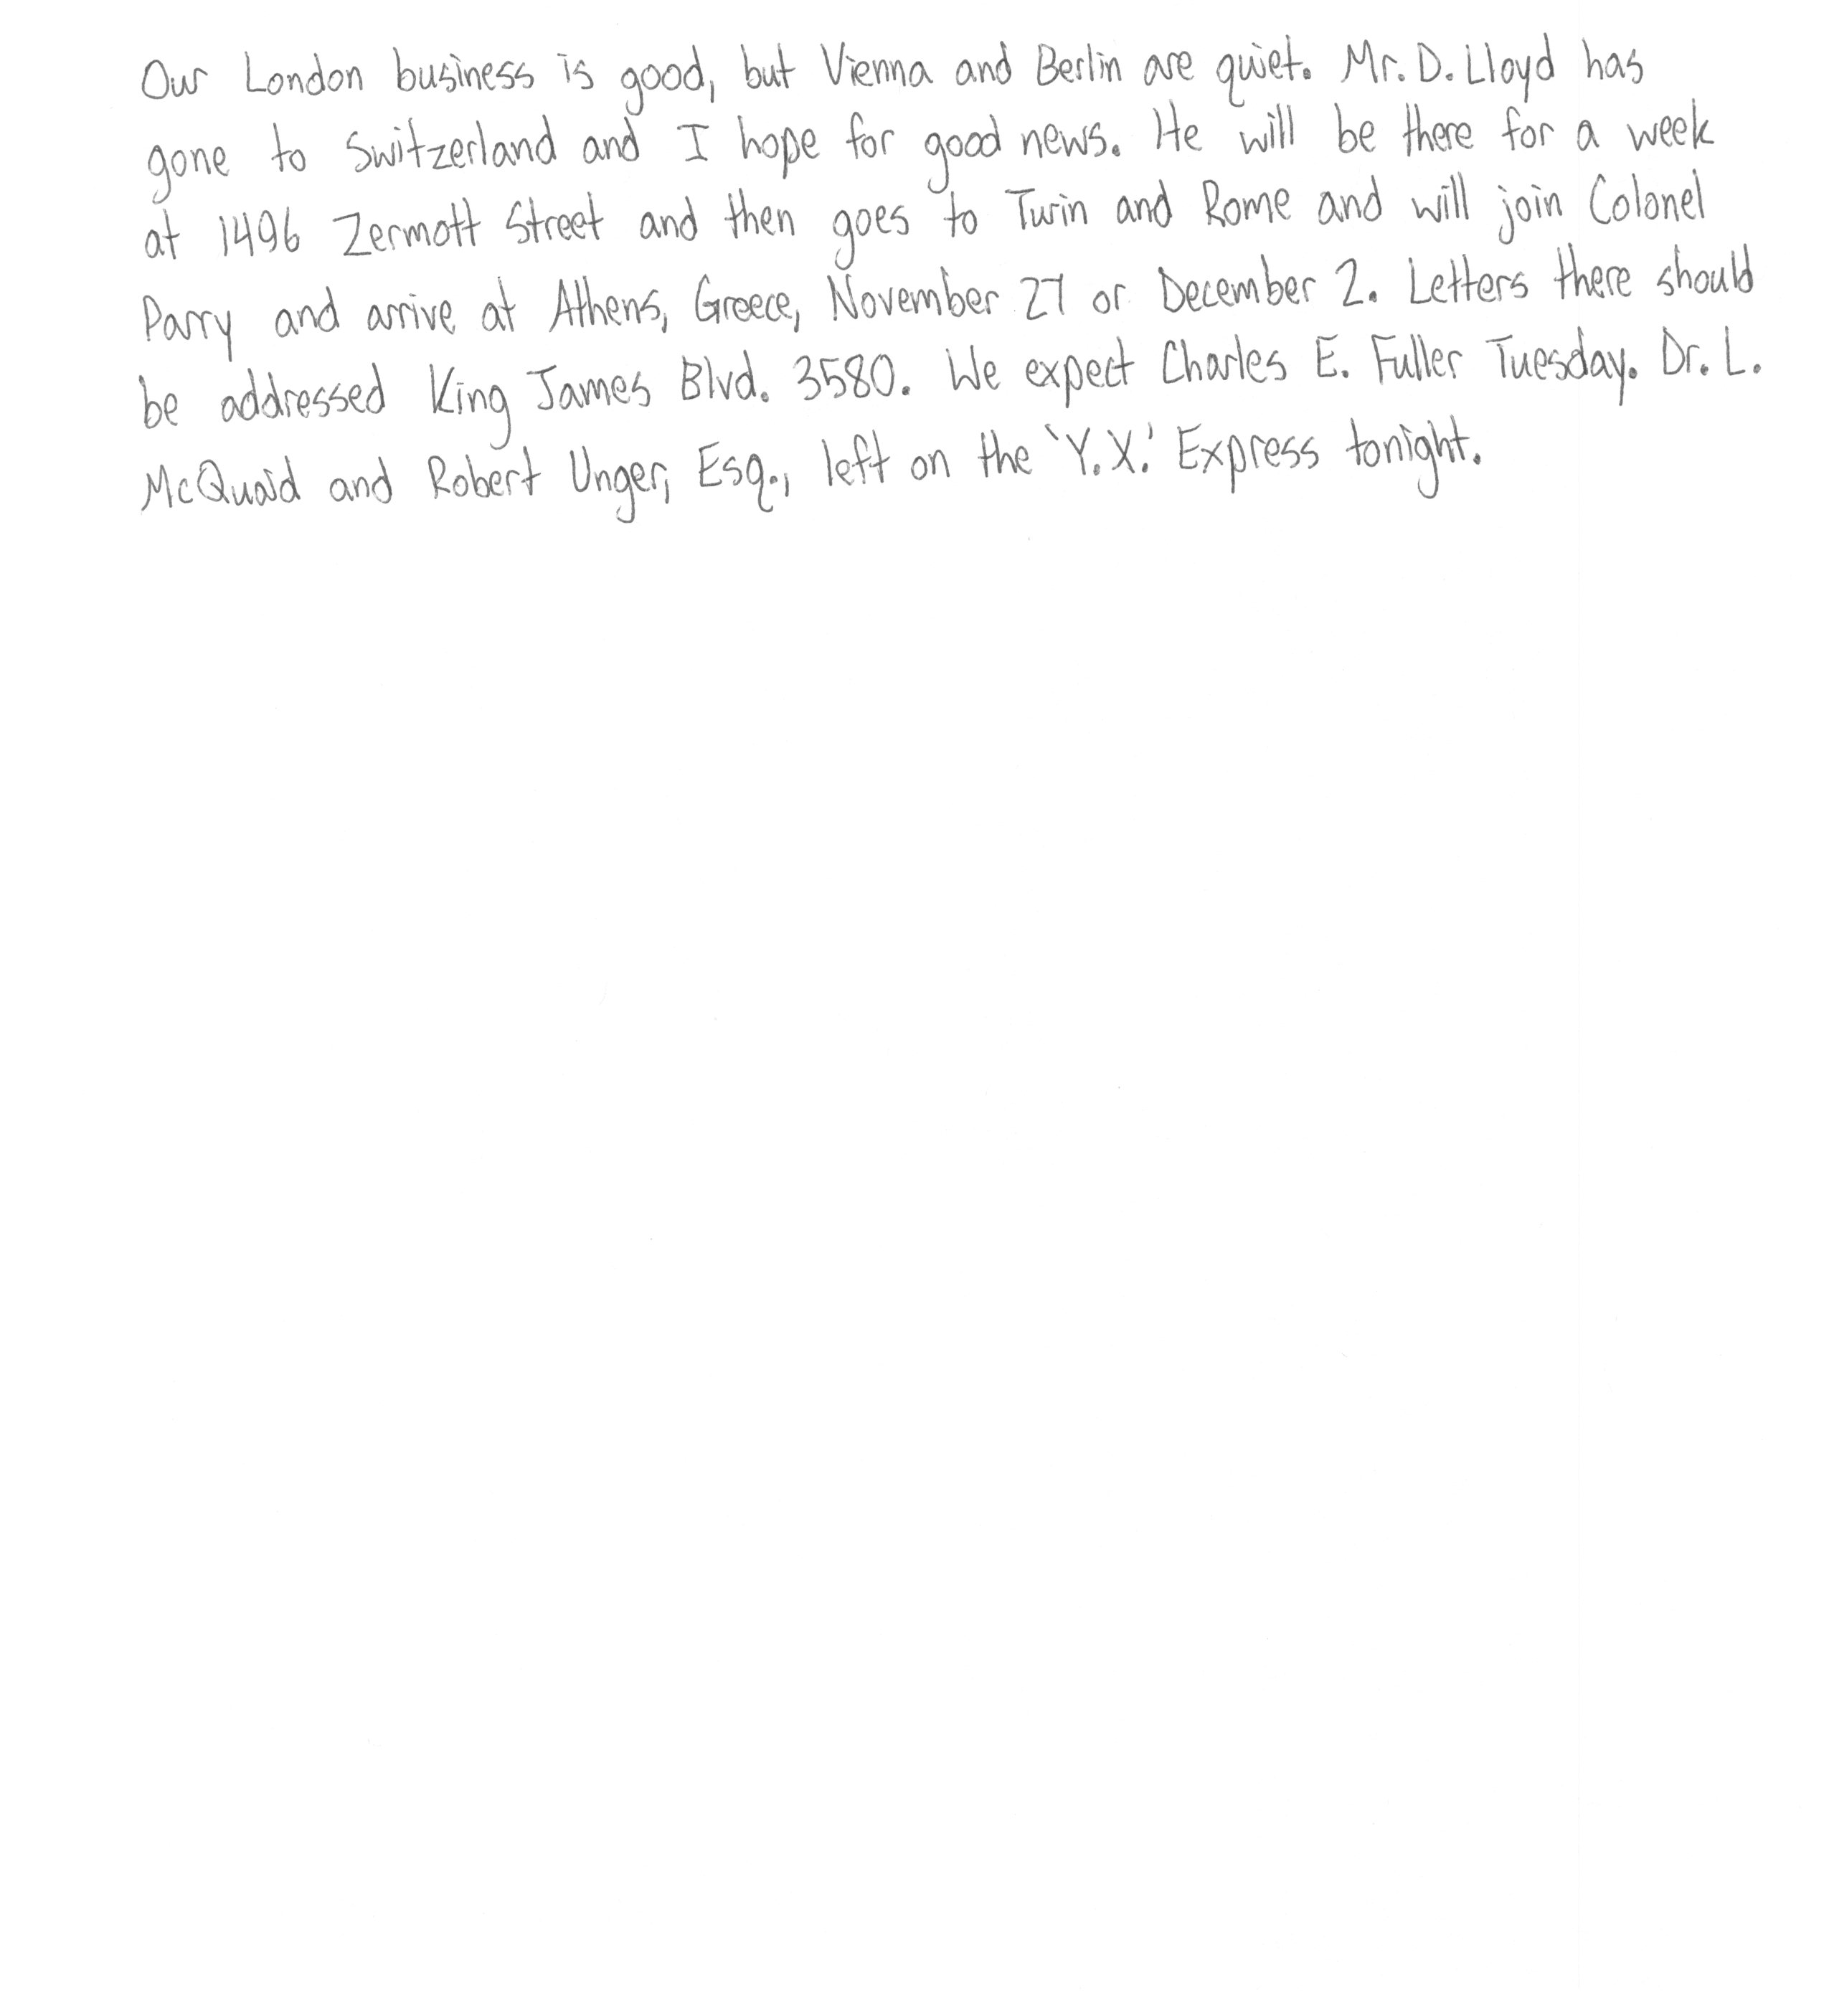 Our London business is good, but Vienna and Berlin are quiet. Mr. D. Lloyd has
gone to Switzerland and I hope for good news. He will be there for a week
at 1496 Zermott Street and then goes to Turin and Rome and will join Colonel
Parry and arrive at Athens, Greece, November 27 or December 2. Letters there should
be addressed King James Blvd. 3580. We expect Charles E. Fuller Tuesday. Dr. L.
McQuaid and Robert Unger, Esq., left on the 'Y.X.' Express tonight.